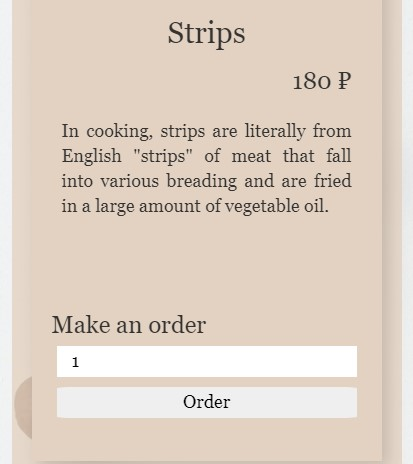 Strips
180 ₽
In cooking, strips are literally from
English "strips" of meat that fall
into various breading and are fried
in a large amount of vegetable oil.
Make an order
1
Order